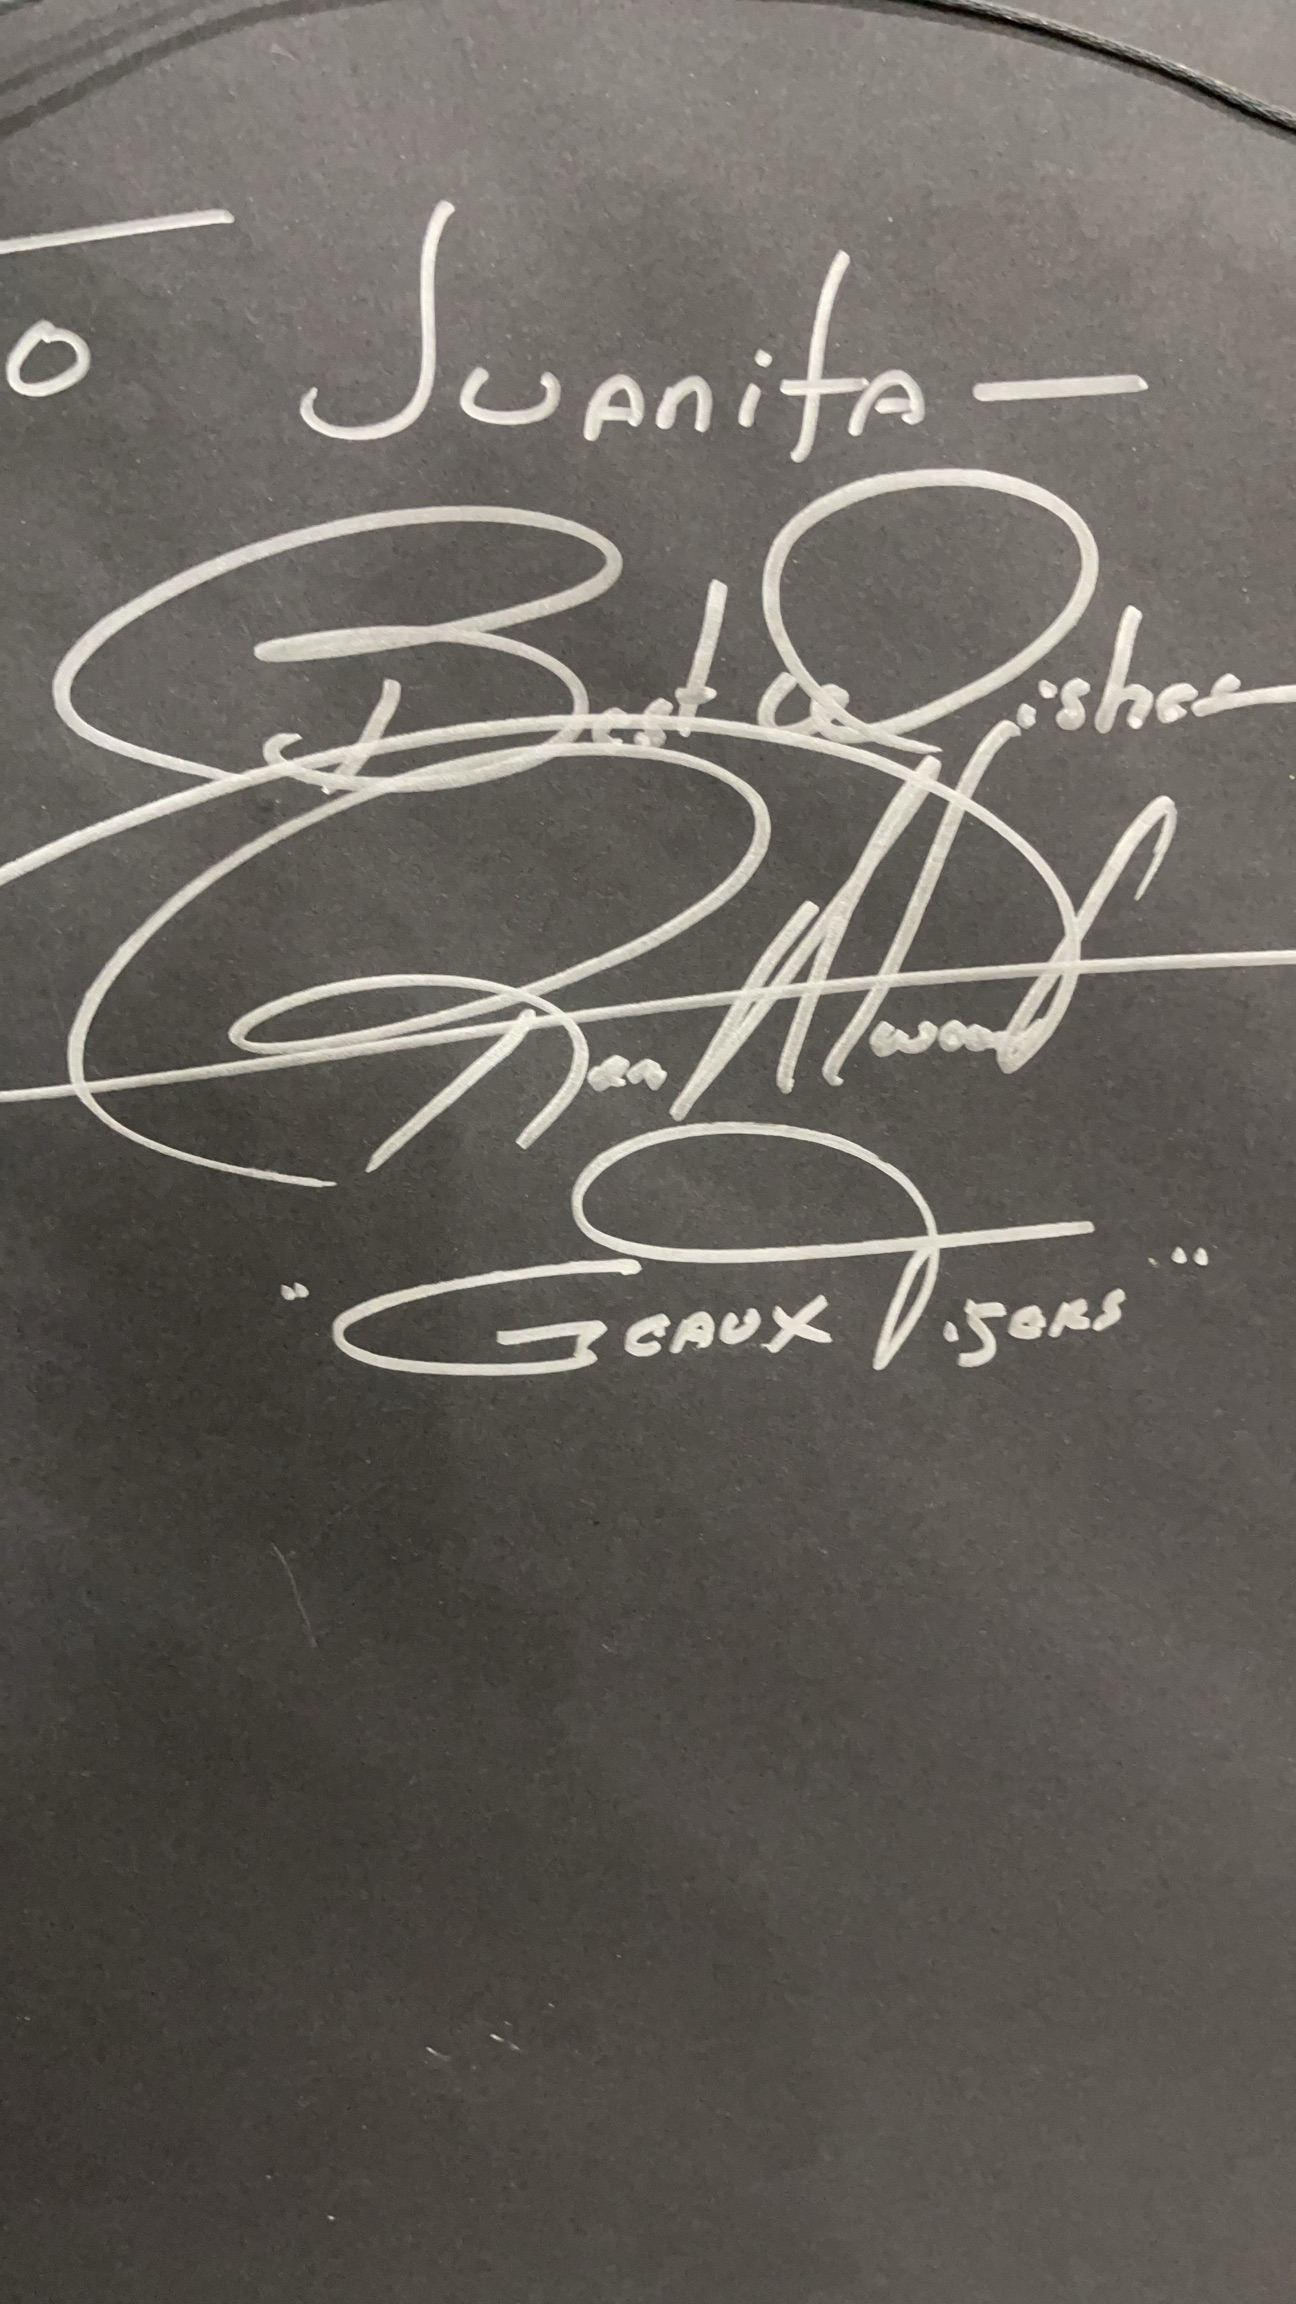 To Juanita —
Best Wishes
"Geaux Tigers"